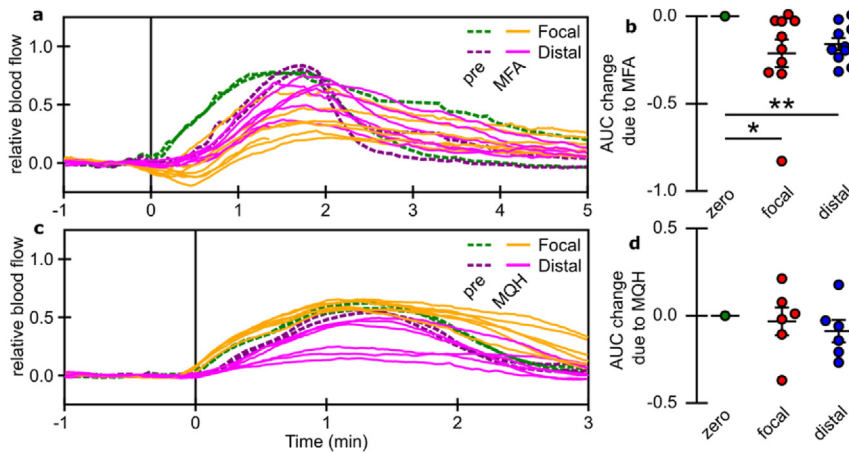 a
relative blood flow
1.0
0.5
0.0
Focal
Distal
pre
MFA
-1
0
1
2
3
4
5
b
AUC change
due to MFA
0.0
-0.5
-1.0
**
*
zero
focal
distal
c
relative blood flow
1.0
0.5
0.0
Focal
Distal
pre
MQH
-1
0
1
2
3
Time (min)
d
AUC change
due to MQH
0.5
0.0
-0.5
zero
focal
distal